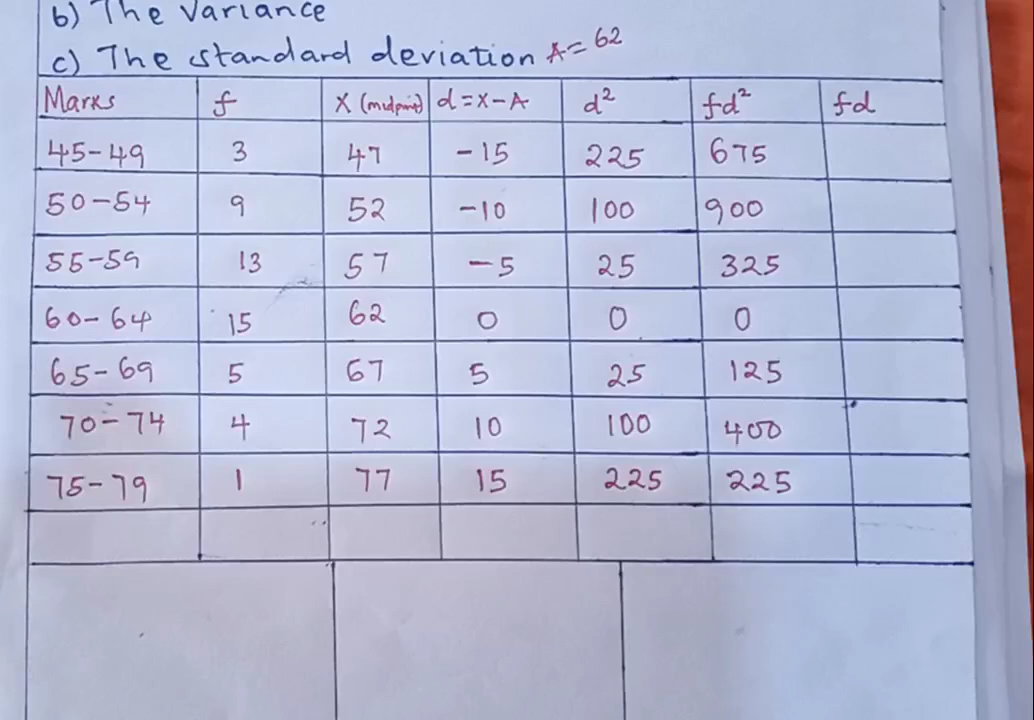 b) The variance
c) The standard deviation A=62
Marks f X (midpoint) d=X-A d² fd² fd
45-49 3 47 -15 225 675
50-54 9 52 -10 100 900
55-59 13 57 -5 25 325
60-64 15 62 0 0 0
65-69 5 67 5 25 125
70-74 4 72 10 100 400
75-79 1 77 15 225 225